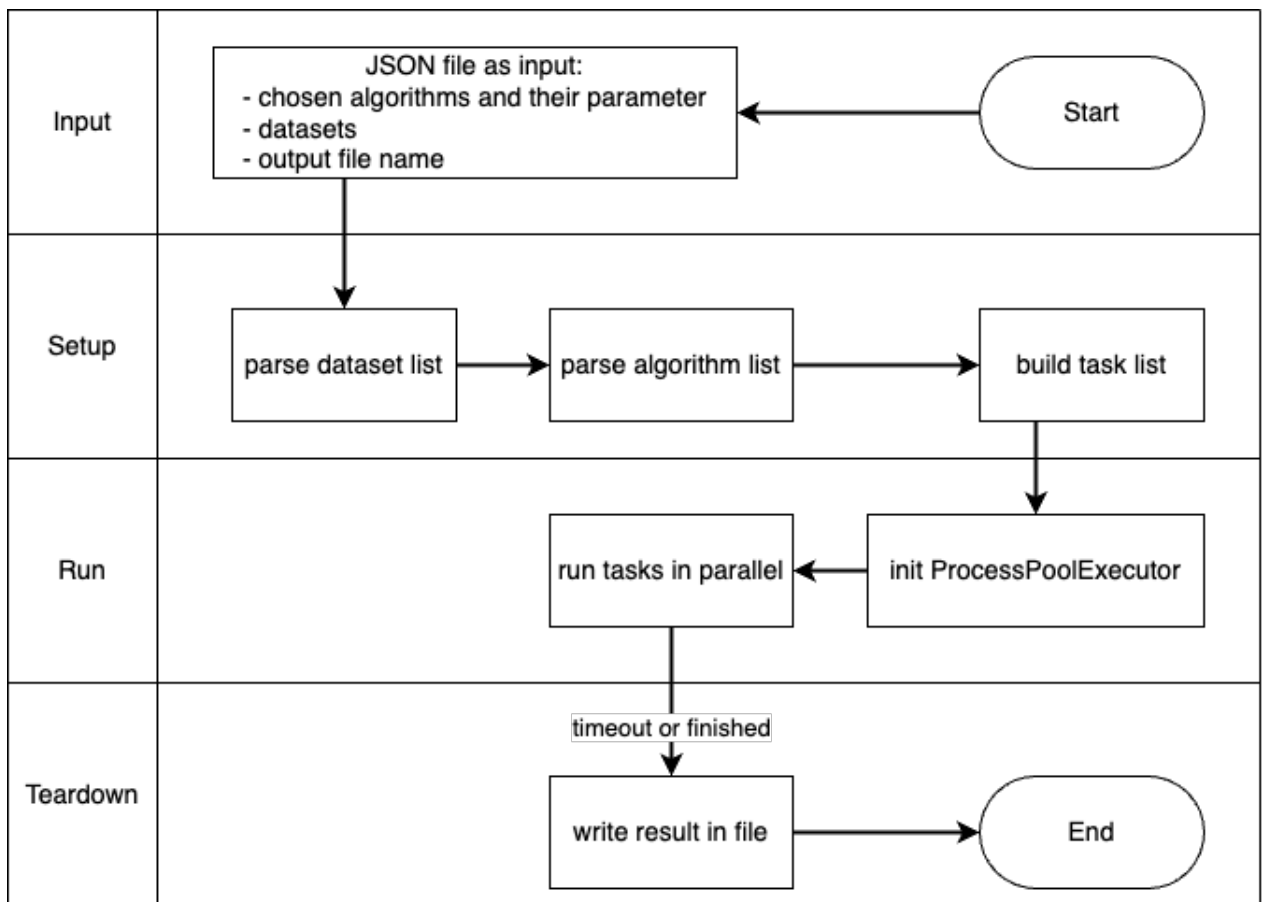 Input
JSON file as input:
- chosen algorithms and their parameter
- datasets
- output file name
Start
Setup
parse dataset list
parse algorithm list
build task list
Run
run tasks in parallel
init ProcessPoolExecutor
Teardown
timeout or finished
write result in file
End